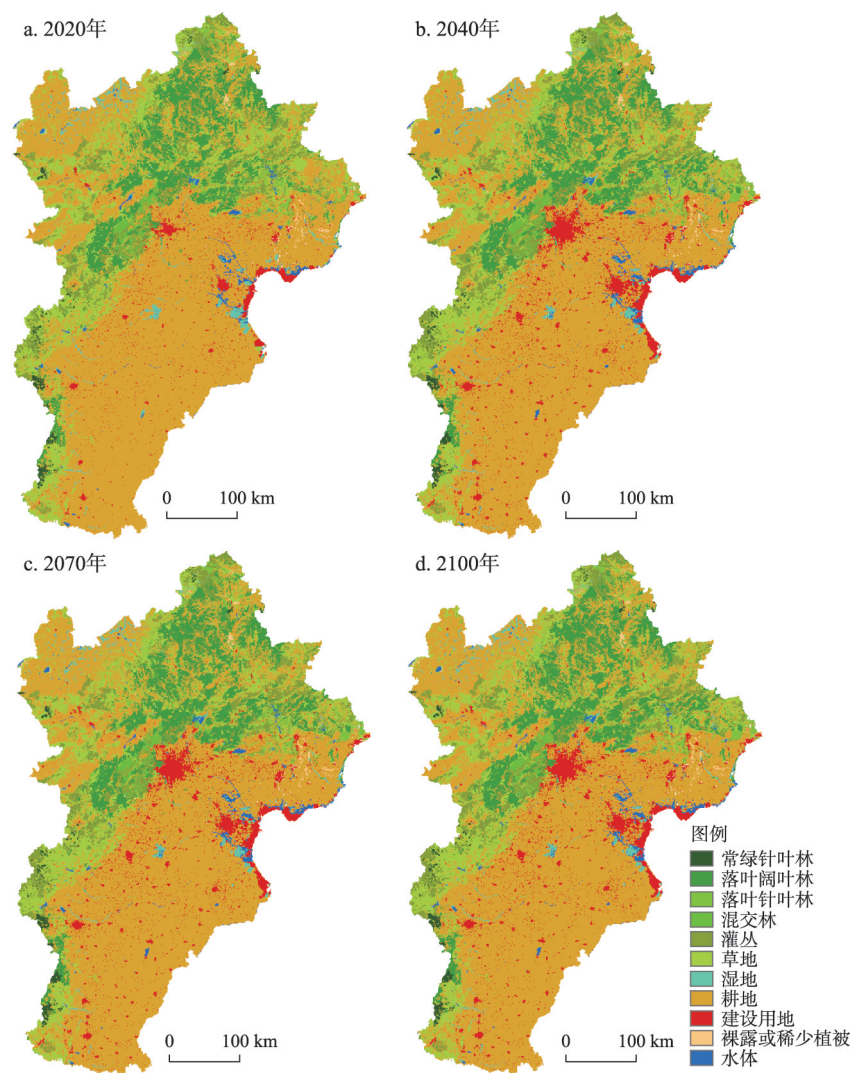 a. 2020年
b. 2040年
0 100 km
0 100 km
c. 2070年
d. 2100年
0 100 km
0 100 km
图例
常绿针叶林
落叶阔叶林
落叶针叶林
混交林
灌丛
草地
湿地
耕地
建设用地
裸露或稀少植被
水体